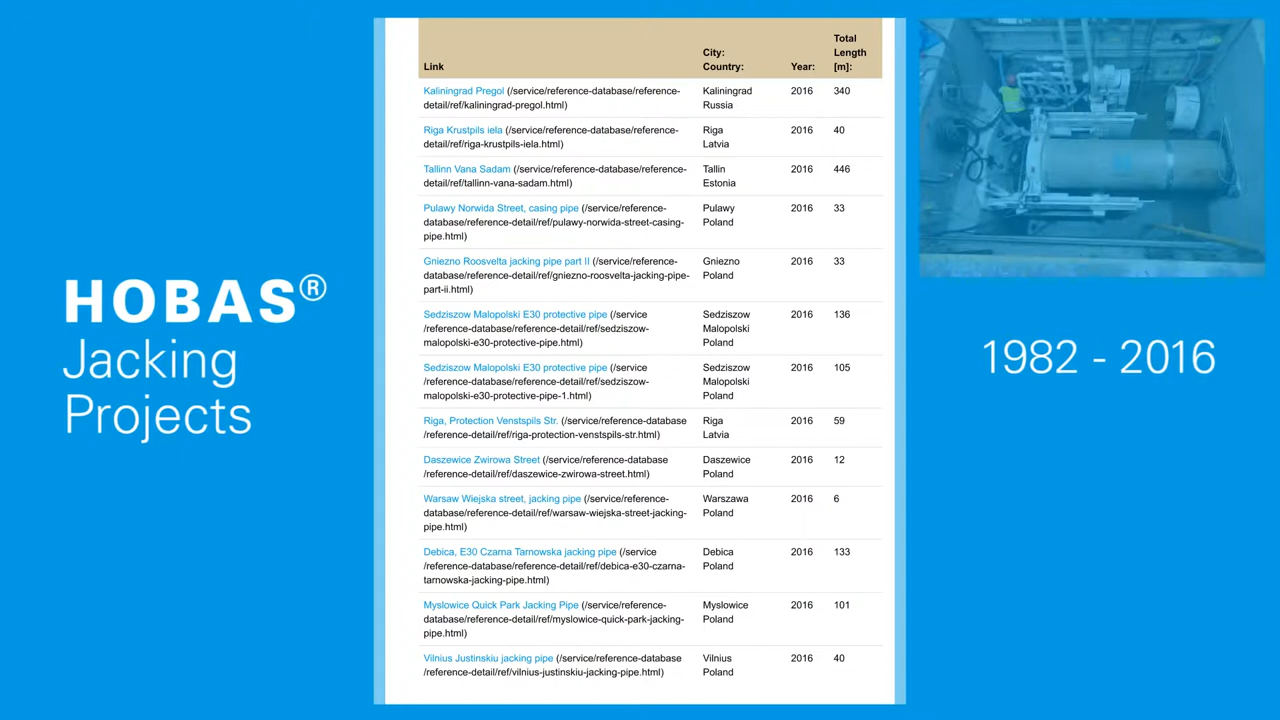 HOBAS®
Jacking
Projects
Link
City:
Country:
Year:
Total
Length
[m]:
Kaliningrad Pregol (/service/reference-database/reference-
detail/ref/kaliningrad-pregol.html)
Kaliningrad
Russia
2016
340
Riga Krustpils iela (/service/reference-database/reference-
detail/ref/riga-krustpils-iela.html)
Riga
Latvia
2016
40
Tallinn Vana Sadam (/service/reference-database/reference-
detail/ref/tallinn-vana-sadam.html)
Tallin
Estonia
2016
446
Pulawy Norwida Street, casing pipe (/service/reference-
database/reference-detail/ref/pulawy-norwida-street-casing-
pipe.html)
Pulawy
Poland
2016
33
Gniezno Roosvelta jacking pipe part II (/service/reference-
database/reference-detail/ref/gniezno-roosvelta-jacking-pipe-
part-ii.html)
Gniezno
Poland
2016
33
Sedziszow Malopolski E30 protective pipe (/service
/reference-database/reference-detail/ref/sedziszow-
malopolski-e30-protective-pipe.html)
Sedziszow
Malopolski
Poland
2016
136
Sedziszow Malopolski E30 protective pipe (/service
/reference-database/reference-detail/ref/sedziszow-
malopolski-e30-protective-pipe-1.html)
Sedziszow
Malopolski
Poland
2016
105
Riga, Protection Venstspils Str. (/service/reference-database
/reference-detail/ref/riga-protection-venstspils-str.html)
Riga
Latvia
2016
59
Daszewice Zwirowa Street (/service/reference-database
/reference-detail/ref/daszewice-zwirowa-street.html)
Daszewice
Poland
2016
12
Warsaw Wiejska street, jacking pipe (/service/reference-
database/reference-detail/ref/warsaw-wiejska-street-jacking-
pipe.html)
Warszawa
Poland
2016
6
Debica, E30 Czarna Tarnowska jacking pipe (/service
/reference-database/reference-detail/ref/debica-e30-czarna-
tarnowska-jacking-pipe.html)
Debica
Poland
2016
133
Myslowice Quick Park Jacking Pipe (/service/reference-
database/reference-detail/ref/myslowice-quick-park-jacking-
pipe.html)
Myslowice
Poland
2016
101
Vilnius Justinskiu jacking pipe (/service/reference-database
/reference-detail/ref/vilnius-justinskiu-jacking-pipe.html)
Vilnius
Poland
2016
40
1982 - 2016